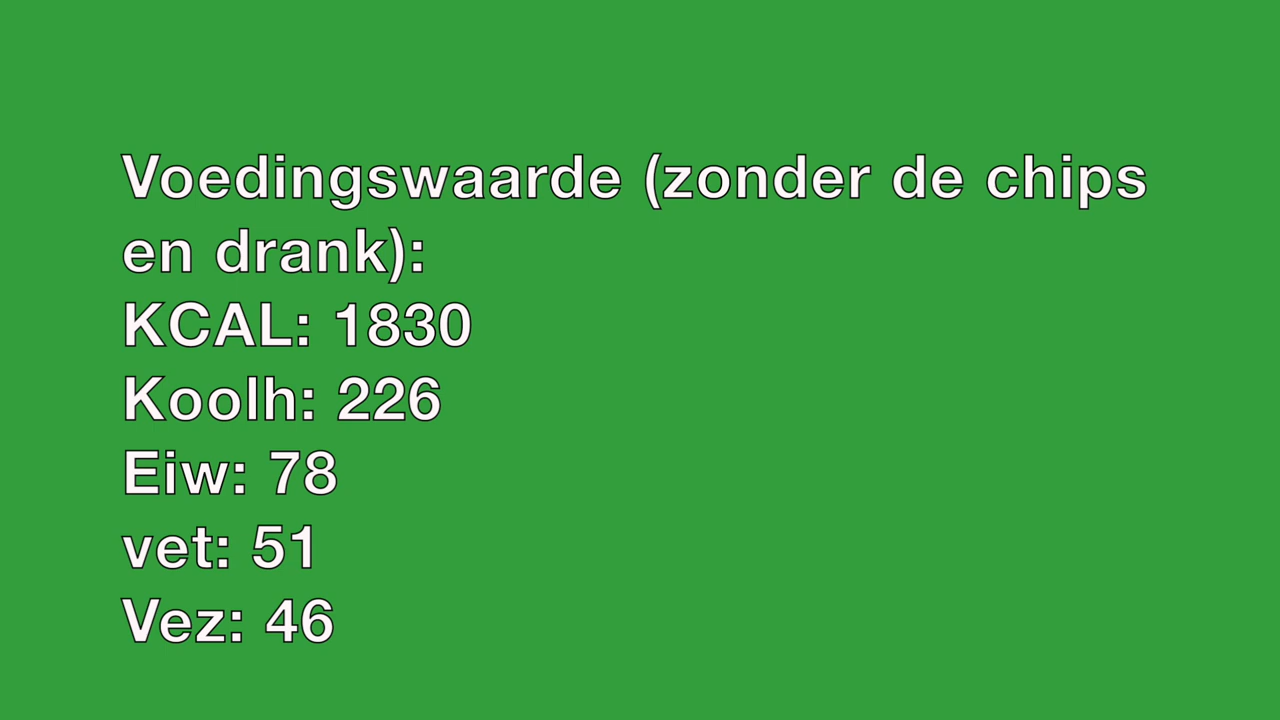 Voedingswaarde (zonder de chips
en drank):
KCAL: 1830
Koolh: 226
Eiw: 78
vet: 51
Vez: 46